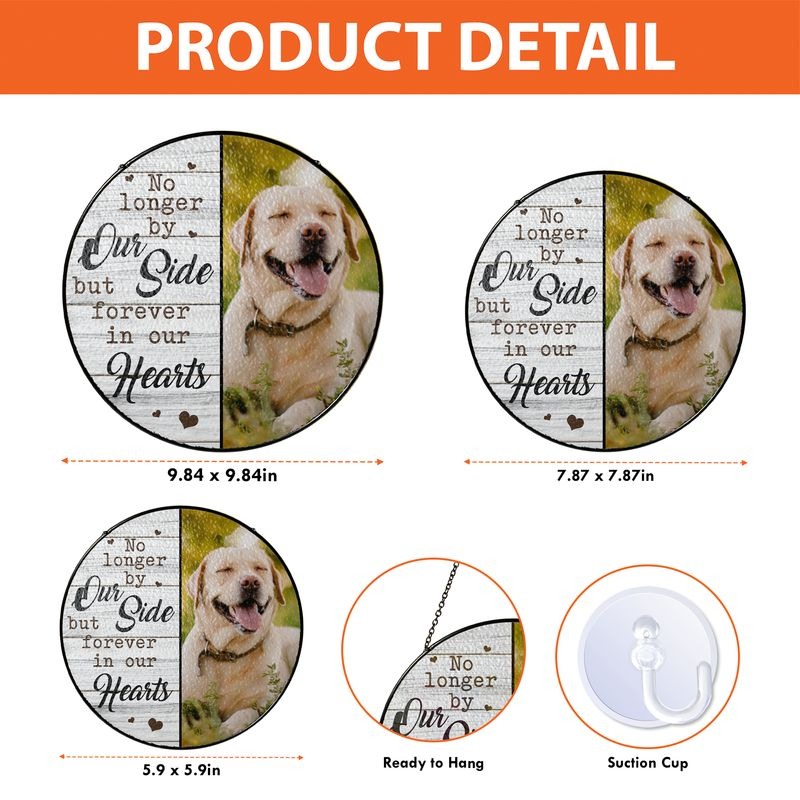 PRODUCT DETAIL
No
longer
by
Our
Side
but
forever
in our
Hearts
9.84 x 9.84in
No
longer
by
Our
Side
but
forever
in our
Hearts
7.87 x 7.87in
No
longer
by
Our
Side
but
forever
in our
Hearts
5.9 x 5.9in
No
longer
by
Our
Ready to Hang
Suction Cup